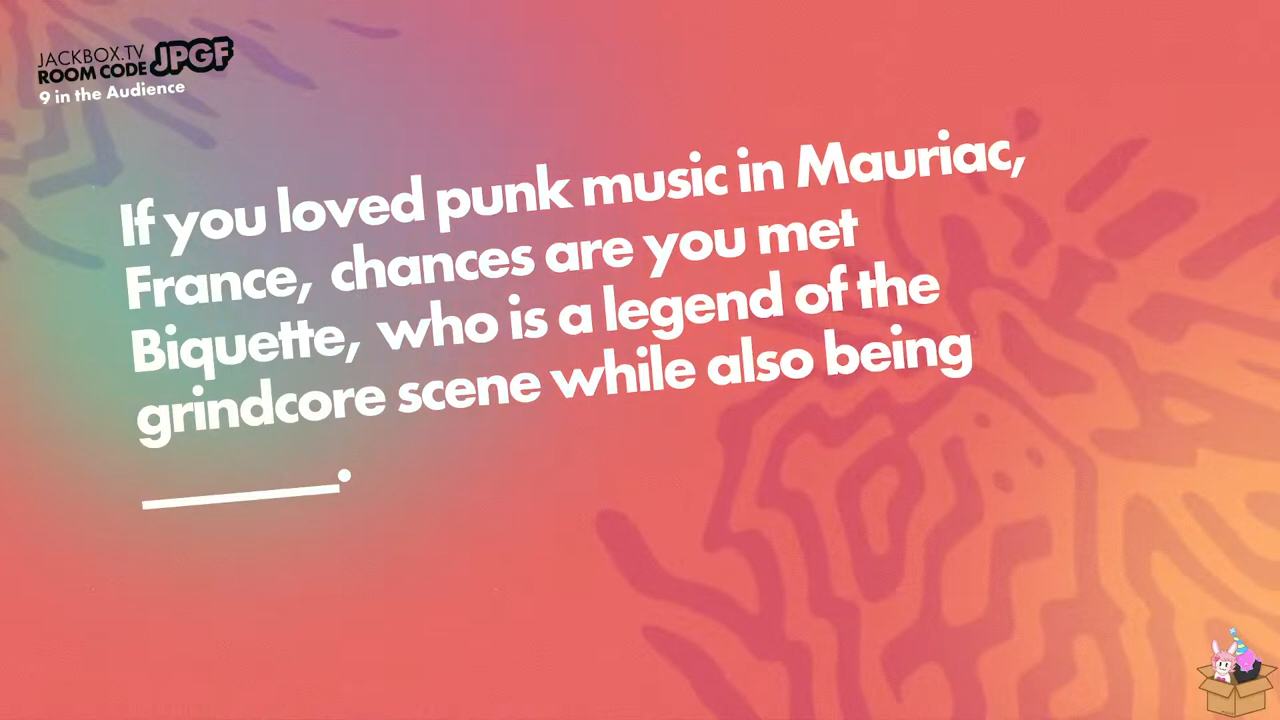 JACKBOX.TV
ROOM CODE JPGF
9 in the Audience
If you loved punk music in Mauriac,
France, chances are you met
Biquette, who is a legend of the
grindcore scene while also being
_______.